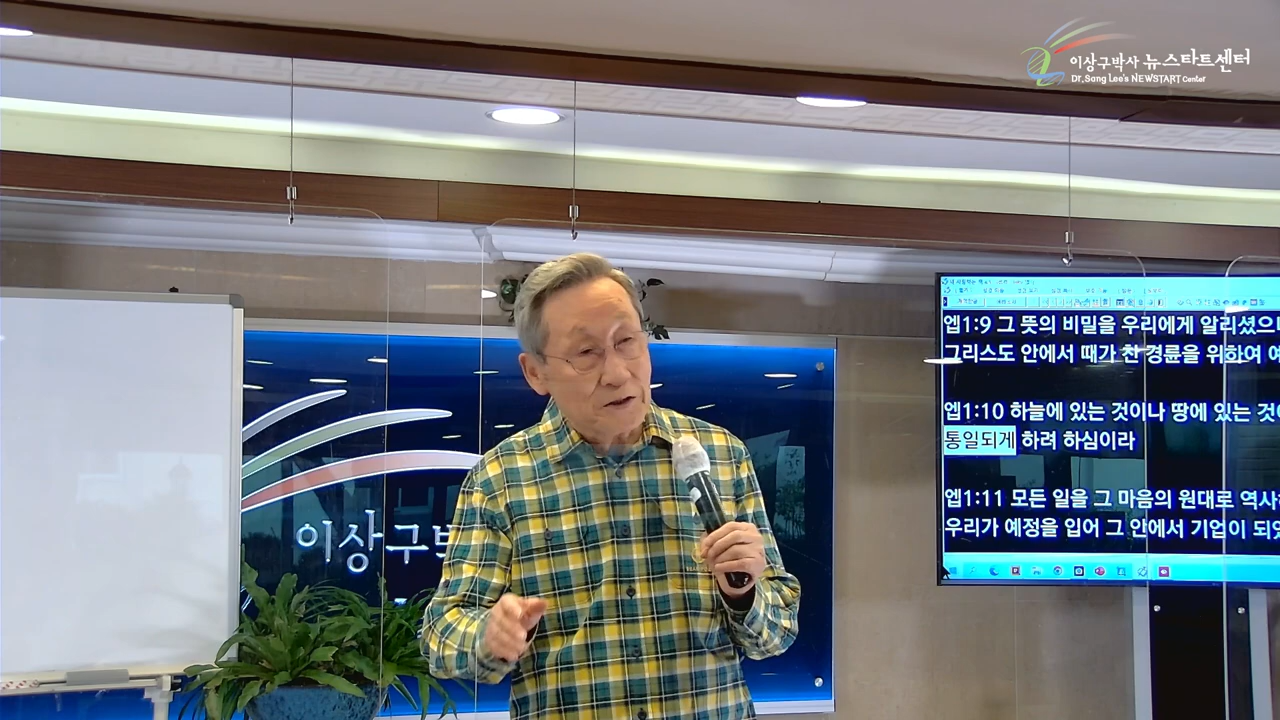 이상구박사 뉴스타트센터
Dr. Sang Lee's NEWSTART Center
엡1:9 그 뜻의 비밀을 우리에게 알리셨으
그리스도 안에서 때가 찬 경륜을 위하여 예
엡1:10 하늘에 있는 것이나 땅에 있는 것
통일되게 하려 하심이라
엡1:11 모든 일을 그 마음의 원대로 역사
우리가 예정을 입어 그 안에서 기업이 되었
이상구